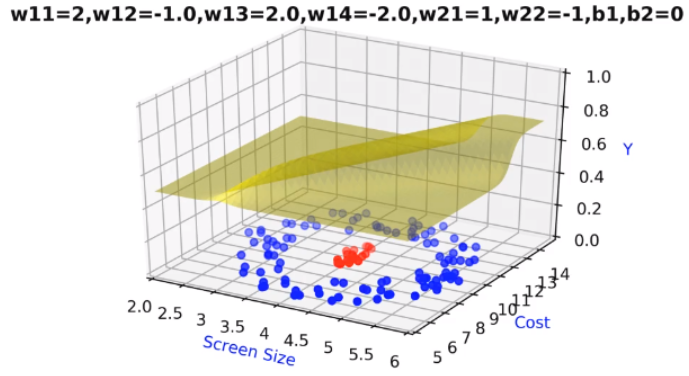 w11=2,w12=-1.0,w13=2.0,w14=-2.0,w21=1,w22=-1,b1,b2=0
1.0
0.8
Y
0.6
0.4
0.2
0.0
2.0 2.5 3 3.5 4 4.5 5 5.5 6
5 6 7 8 9 10 11 12 13 14
Cost
Screen Size